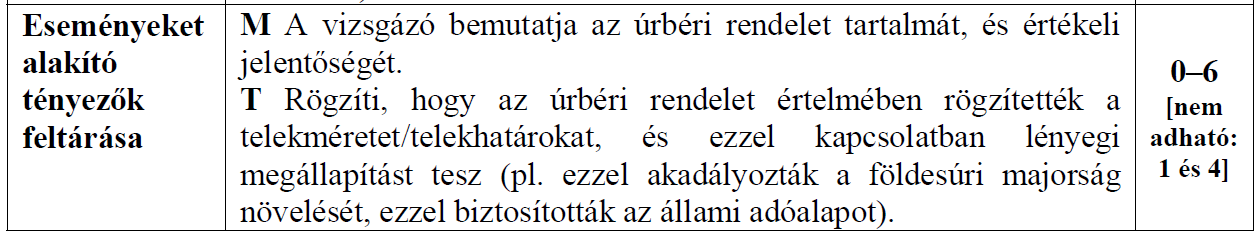 Eseményeket
alakító
tényezők
feltárása
M A vizsgázó bemutatja az úrbéri rendelet tartalmát, és értékeli
jelentőségét.
T Rögzíti, hogy az úrbéri rendelet értelmében rögzítették a
telekméretet/telekhatárokat, és ezzel kapcsolatban lényegi
megállapítást tesz (pl. ezzel akadályozták a földesúri majorság
növelését, ezzel biztosították az állami adóalapot).
0–6
[nem
adható:
1 és 4]